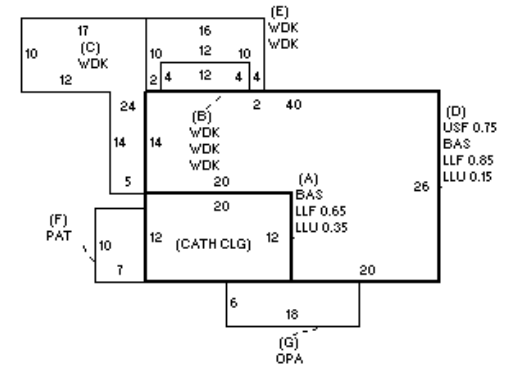 17
16
(E)
WDK
WDK
10
(C)
WDK
10
12
10
12
2
4
12
4
4
24
2
40
(B)
WDK
WDK
WDK
(D)
USF 0.75
BAS
LLF 0.85
LLU 0.15
14
14
5
20
(A)
BAS
LLF 0.65
LLU 0.35
26
20
(F)
PAT
10
12
(CATH CLG)
12
7
20
6
18
(G)
OPA